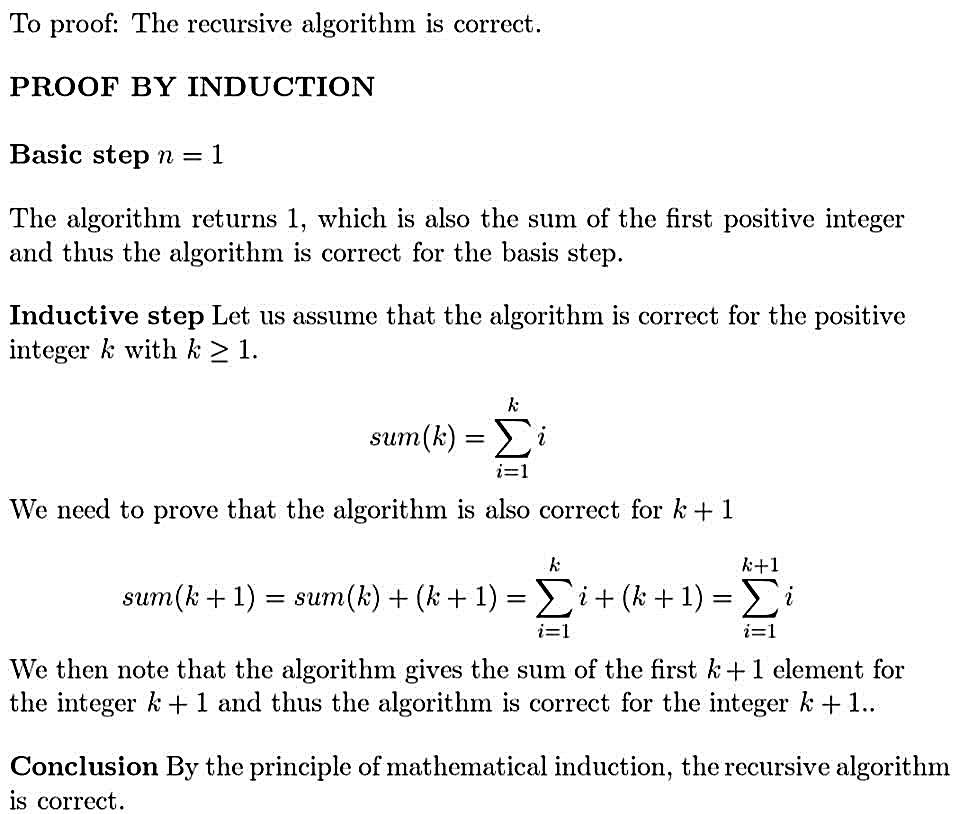 To proof: The recursive algorithm is correct.
PROOF BY INDUCTION
Basic step n = 1
The algorithm returns 1, which is also the sum of the first positive integer
and thus the algorithm is correct for the basis step.
Inductive step Let us assume that the algorithm is correct for the positive
integer k with k ≥ 1.
sum(k) = ∑_{i=1}^{k} i
We need to prove that the algorithm is also correct for k + 1
sum(k + 1) = sum(k) + (k + 1) = ∑_{i=1}^{k} i + (k + 1) = ∑_{i=1}^{k+1} i
We then note that the algorithm gives the sum of the first k + 1 element for
the integer k + 1 and thus the algorithm is correct for the integer k + 1..
Conclusion By the principle of mathematical induction, the recursive algorithm
is correct.